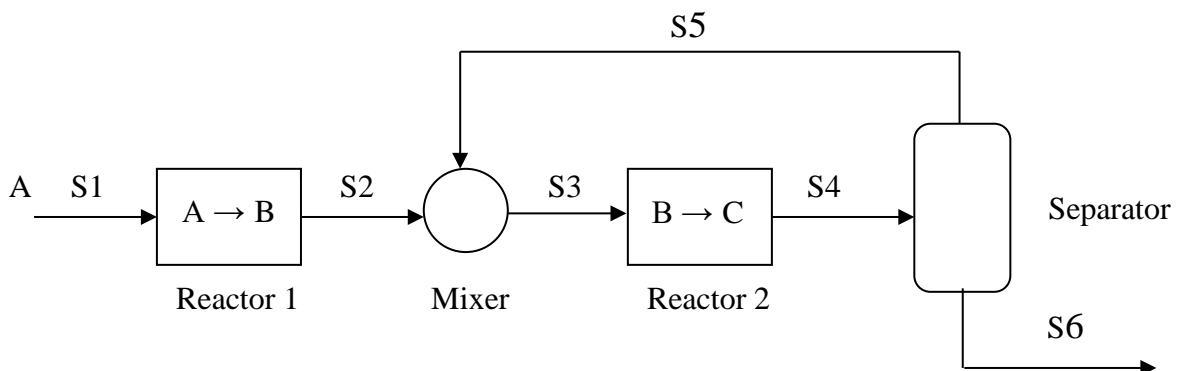 S5
A
S1
A → B
S2
S3
B → C
S4
Separator
Reactor 1
Mixer
Reactor 2
S6